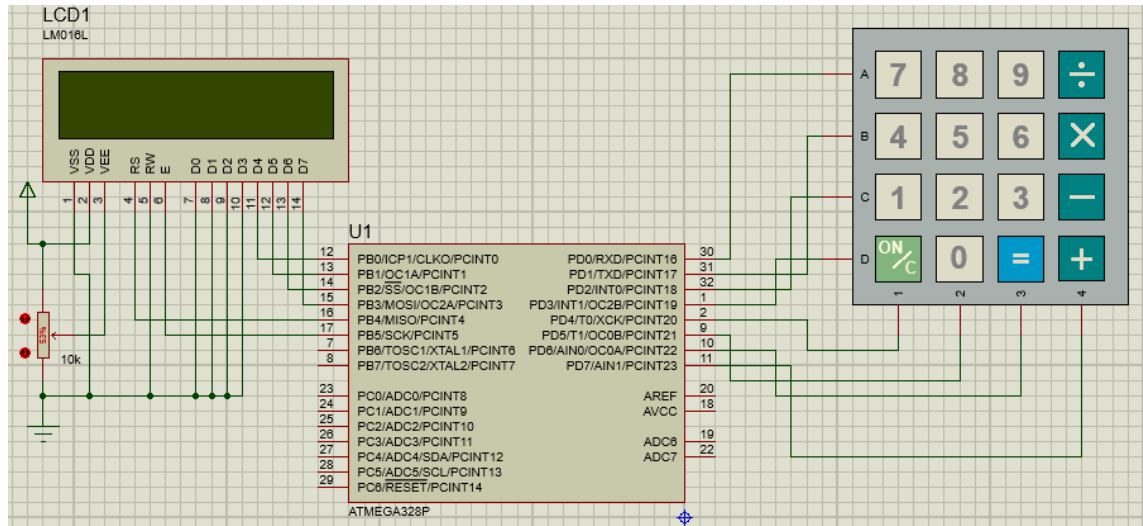 LCD1
LM016L
VSS
VDD
VEE
RS
RW
E
D0
D1
D2
D3
D4
D5
D6
D7
1
2
3
4
5
6
7
8
9
10
11
12
13
14
53%
10k
U1
12 PB0/ICP1/CLKO/PCINT0 PD0/RXD/PCINT16 30
13 PB1/OC1A/PCINT1 PD1/TXD/PCINT17 31
14 PB2/SS/OC1B/PCINT2 PD2/INT0/PCINT18 32
15 PB3/MOSI/OC2A/PCINT3 PD3/INT1/OC2B/PCINT19 1
16 PB4/MISO/PCINT4 PD4/T0/XCK/PCINT20 2
17 PB5/SCK/PCINT5 PD5/T1/OC0B/PCINT21 9
7 PB6/TOSC1/XTAL1/PCINT6 PD6/AIN0/OC0A/PCINT22 10
8 PB7/TOSC2/XTAL2/PCINT7 PD7/AIN1/PCINT23 11
23 PC0/ADC0/PCINT8 AREF 20
24 PC1/ADC1/PCINT9 AVCC 18
25 PC2/ADC2/PCINT10
26 PC3/ADC3/PCINT11 ADC6 19
27 PC4/ADC4/SDA/PCINT12 ADC7 22
28 PC5/ADC5/SCL/PCINT13
29 PC6/RESET/PCINT14
ATMEGA328P
A 7 8 9 ÷
B 4 5 6 ×
C 1 2 3 −
D ON/C 0 = +
1 2 3 4